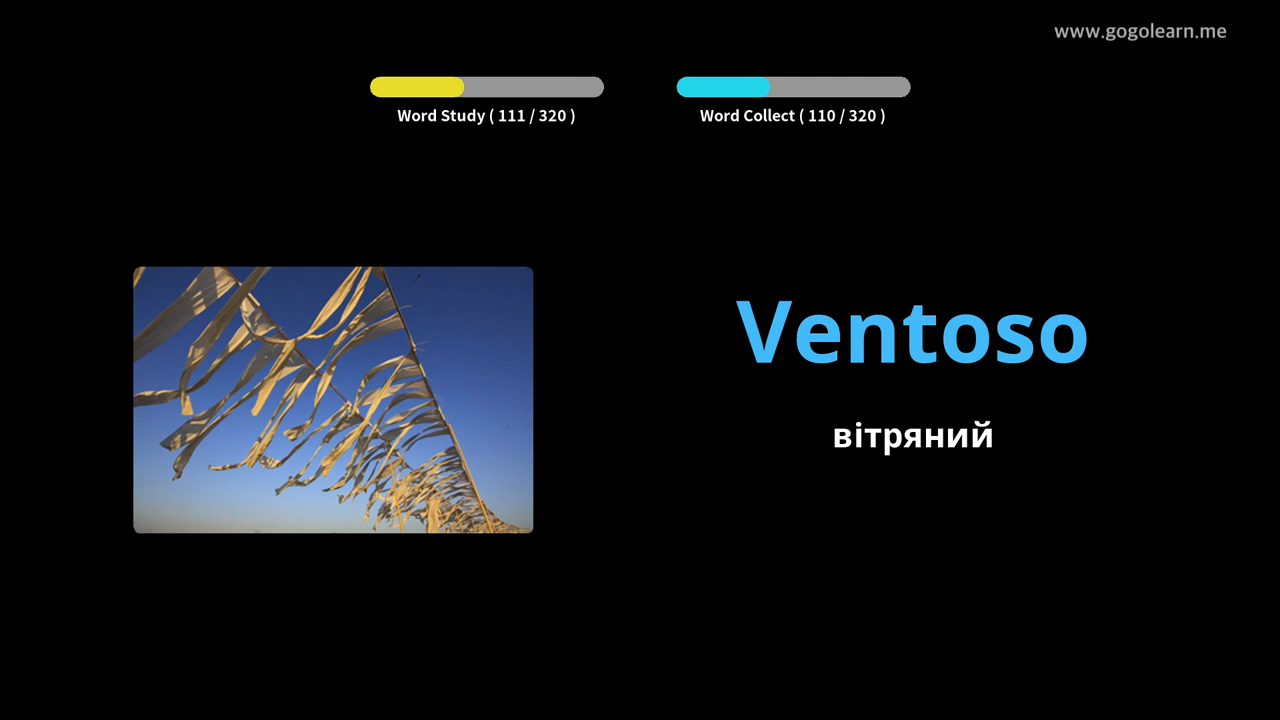 www.gogolearn.me
Word Study ( 111 / 320 )
Word Collect ( 110 / 320 )
Ventoso
вітряний